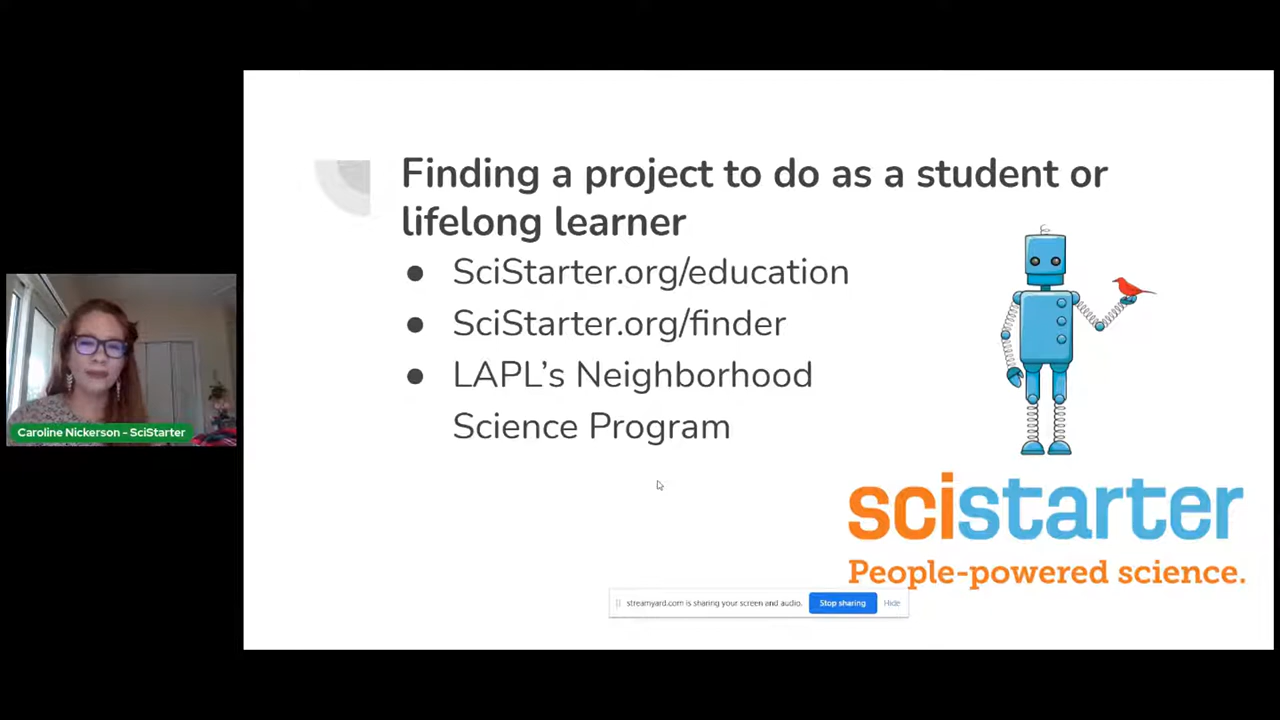 Finding a project to do as a student or
lifelong learner
● SciStarter.org/education
● SciStarter.org/finder
● LAPL's Neighborhood
Science Program
scistarter
People-powered science.
Caroline Nickerson - SciStarter
streamyard.com is sharing your screen and audio.
Stop sharing
Hide